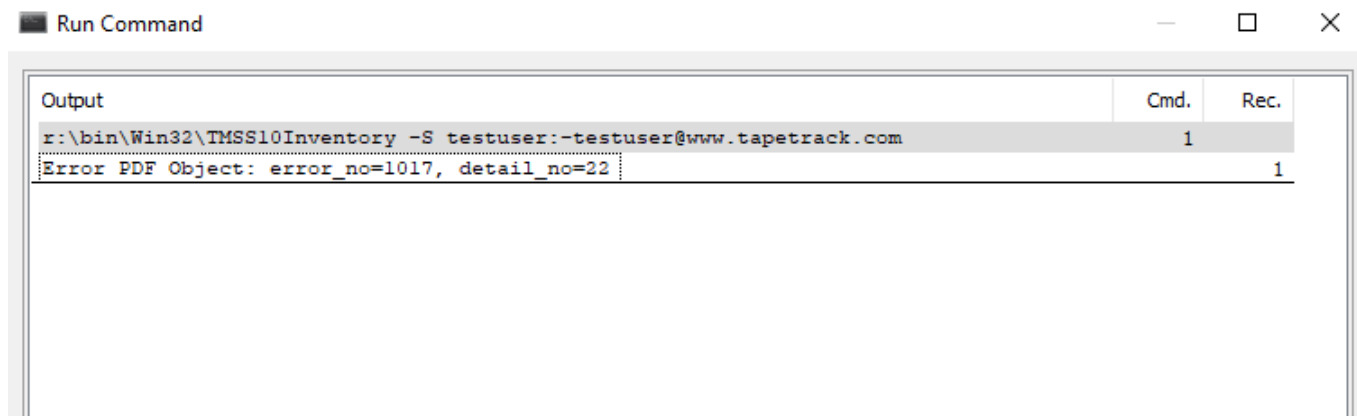 Run Command
Output Cmd. Rec.
r:\bin\Win32\TMSS10Inventory -S testuser:-testuser@www.tapetrack.com 1
Error PDF Object: error_no=1017, detail_no=22 1